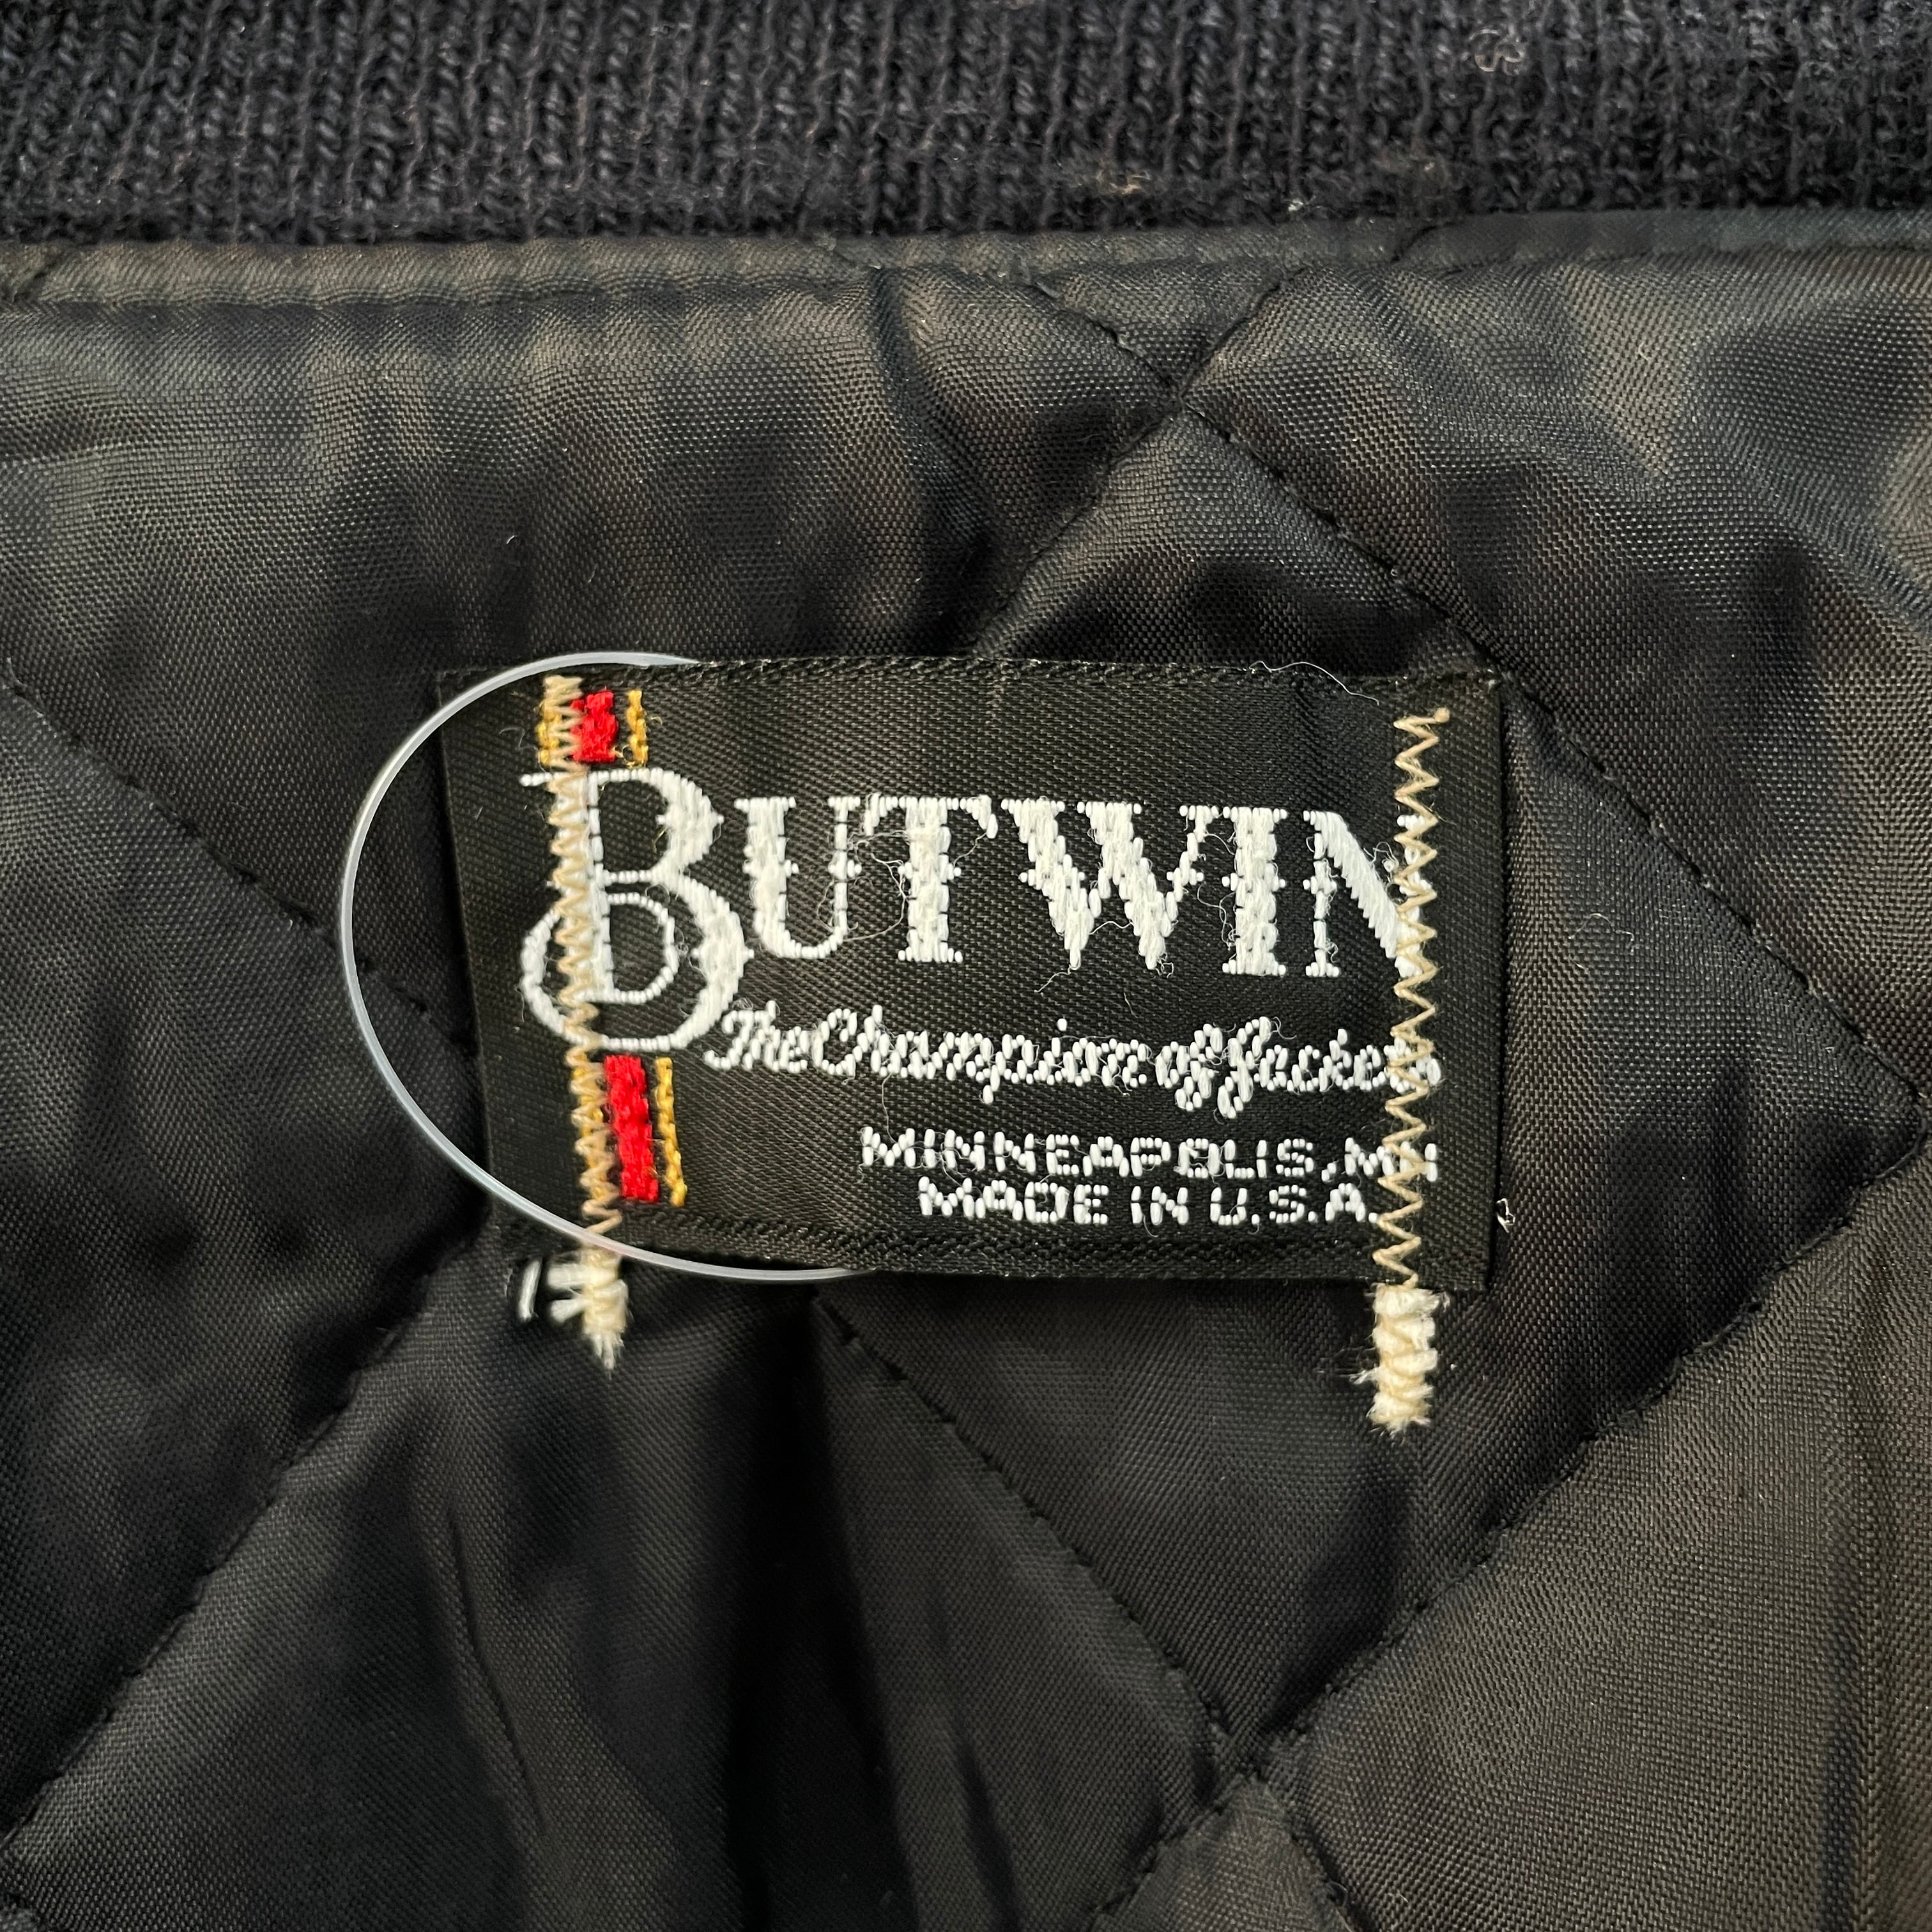 BUTWIN
The Champion of Jackets
MINNEAPOLIS, MN
MADE IN U.S.A.